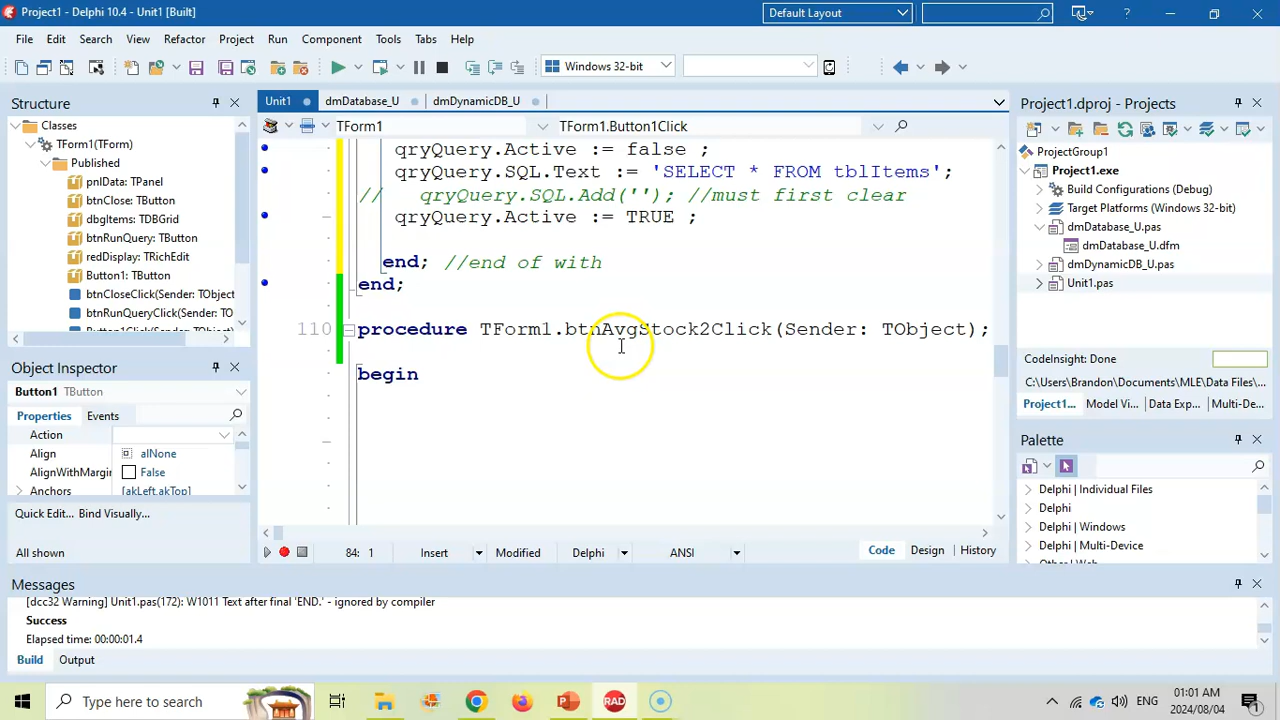 Project1 - Delphi 10.4 - Unit1 [Built]
Default Layout
File Edit Search View Refactor Project Run Component Tools Tabs Help
Windows 32-bit
Structure
Unit1 dmDatabase_U dmDynamicDB_U
Project1.dproj - Projects
TForm1 TForm1.Button1Click
Classes
TForm1(TForm)
Published
pnlData: TPanel
btnClose: TButton
dbgItems: TDBGrid
btnRunQuery: TButton
redDisplay: TRichEdit
Button1: TButton
btnCloseClick(Sender: TObject)
btnRunQueryClick(Sender: TObj
qryQuery.Active := false ;
qryQuery.SQL.Text := 'SELECT * FROM tblItems';
// qryQuery.SQL.Add(''); //must first clear
qryQuery.Active := TRUE ;
end; //end of with
end;
110 procedure TForm1.btnAvgStock2Click(Sender: TObject);
begin
ProjectGroup1
Project1.exe
Build Configurations (Debug)
Target Platforms (Windows 32-bit)
dmDatabase_U.pas
dmDatabase_U.dfm
dmDynamicDB_U.pas
Unit1.pas
CodeInsight: Done
C:\Users\Brandon\Documents\MLE\Data Files\...
Project1... Model Vi... Data Exp... Multi-De...
Object Inspector
Button1 TButton
Properties Events
Action
Align alNone
AlignWithMargin False
Anchors [akLeft,akTop]
Quick Edit... Bind Visually...
All shown
84: 1 Insert Modified Delphi ANSI Code Design History
Palette
Delphi | Individual Files
Delphi
Delphi | Windows
Delphi | Multi-Device
Messages
[dcc32 Warning] Unit1.pas(172): W1011 Text after final 'END.' - ignored by compiler
Success
Elapsed time: 00:00:01.4
Build Output
Type here to search
RAD
ENG
01:01 AM
2024/08/04